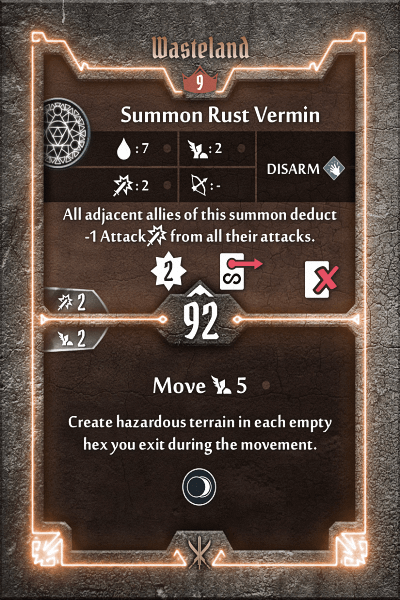 Wasteland
9
Summon Rust Vermin
: 7
: 2
DISARM
: 2
: -
All adjacent allies of this summon deduct
-1 Attack from all their attacks.
2
2
92
2
Move 5
Create hazardous terrain in each empty
hex you exit during the movement.